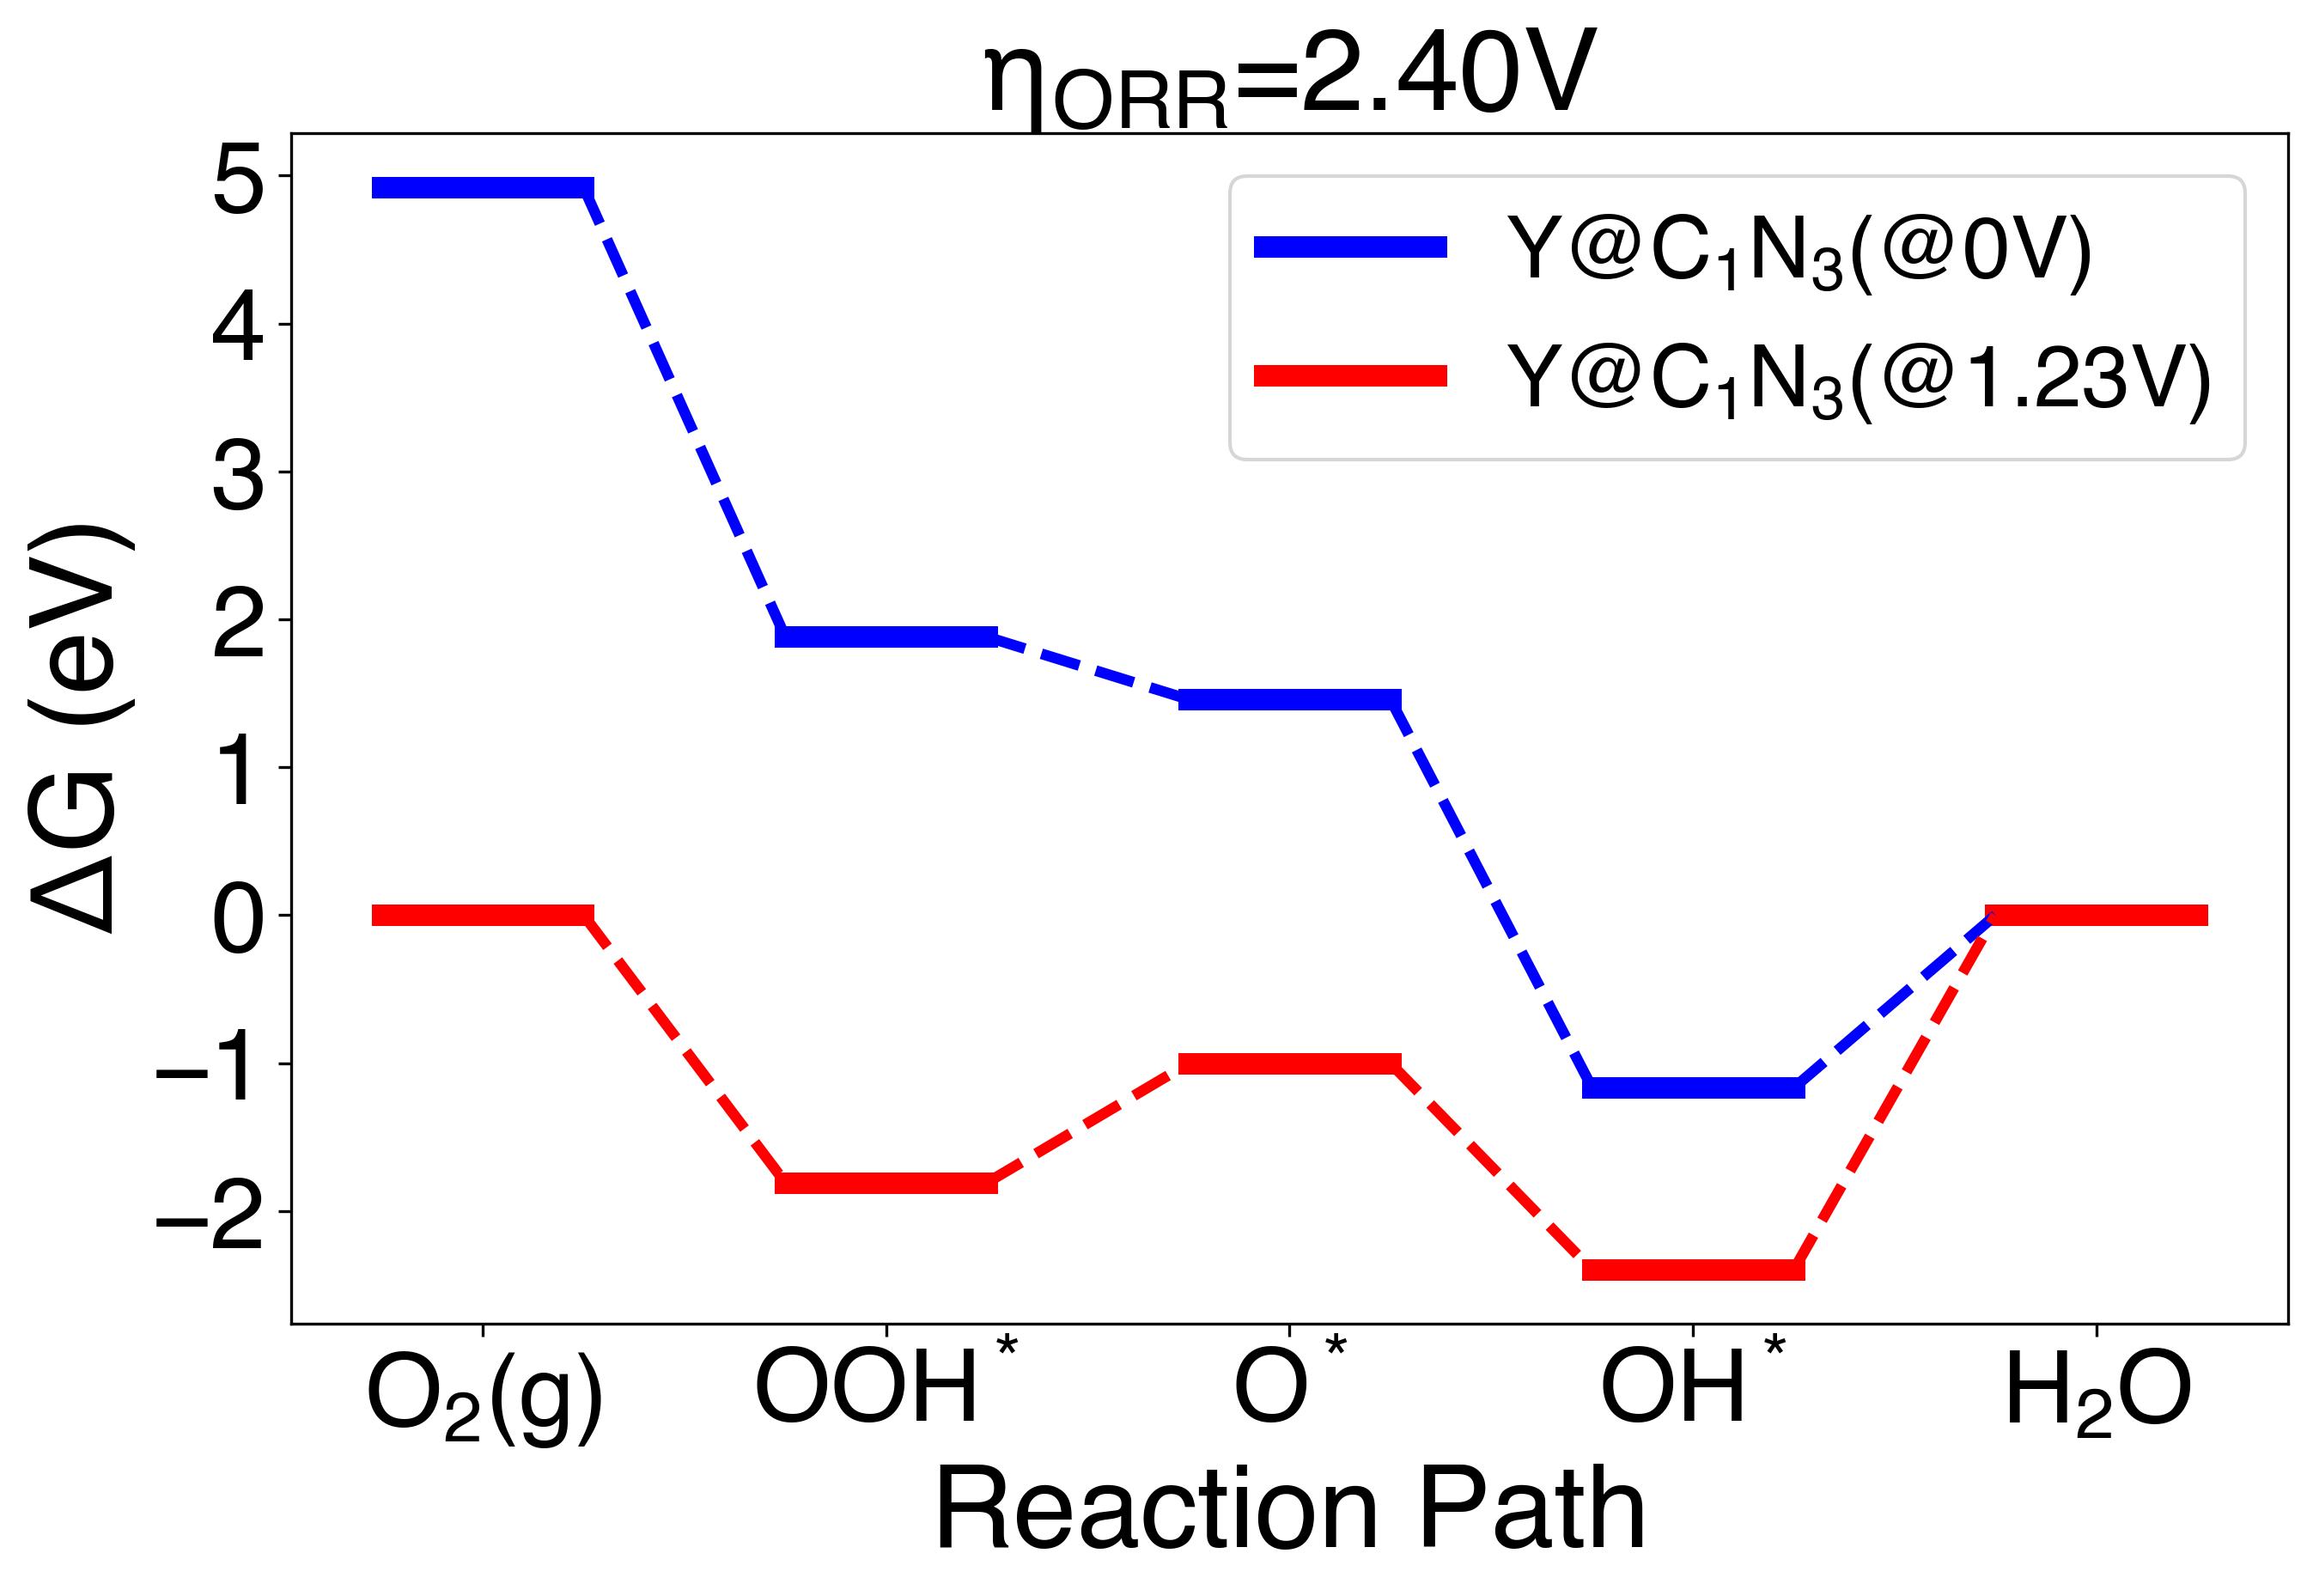 η_ORR=2.40V
Y@C₁N₃(@0V)
Y@C₁N₃(@1.23V)
ΔG (eV)
5
4
3
2
1
0
−1
−2
O₂(g)
OOH*
O*
OH*
H₂O
Reaction Path